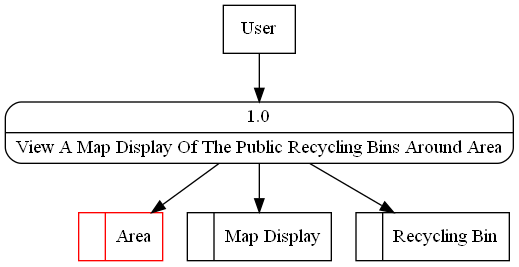 User
1.0
View A Map Display Of The Public Recycling Bins Around Area
Area
Map Display
Recycling Bin